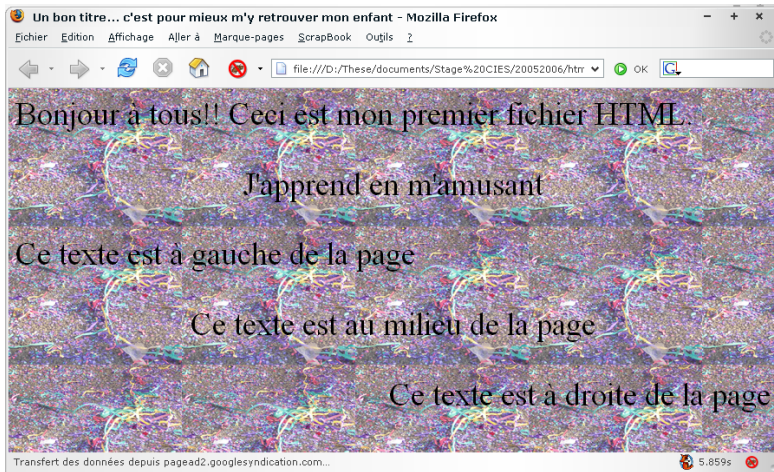 Un bon titre... c'est pour mieux m'y retrouver mon enfant - Mozilla Firefox
Fichier Edition Affichage Aller à Marque-pages ScrapBook Outils ?
file:///D:/These/documents/Stage%20CIES/20052006/htm OK G
Bonjour à tous!! Ceci est mon premier fichier HTML.
J'apprend en m'amusant
Ce texte est à gauche de la page
Ce texte est au milieu de la page
Ce texte est à droite de la page
Transfert des données depuis pagead2.googlesyndication.com... 5.859s